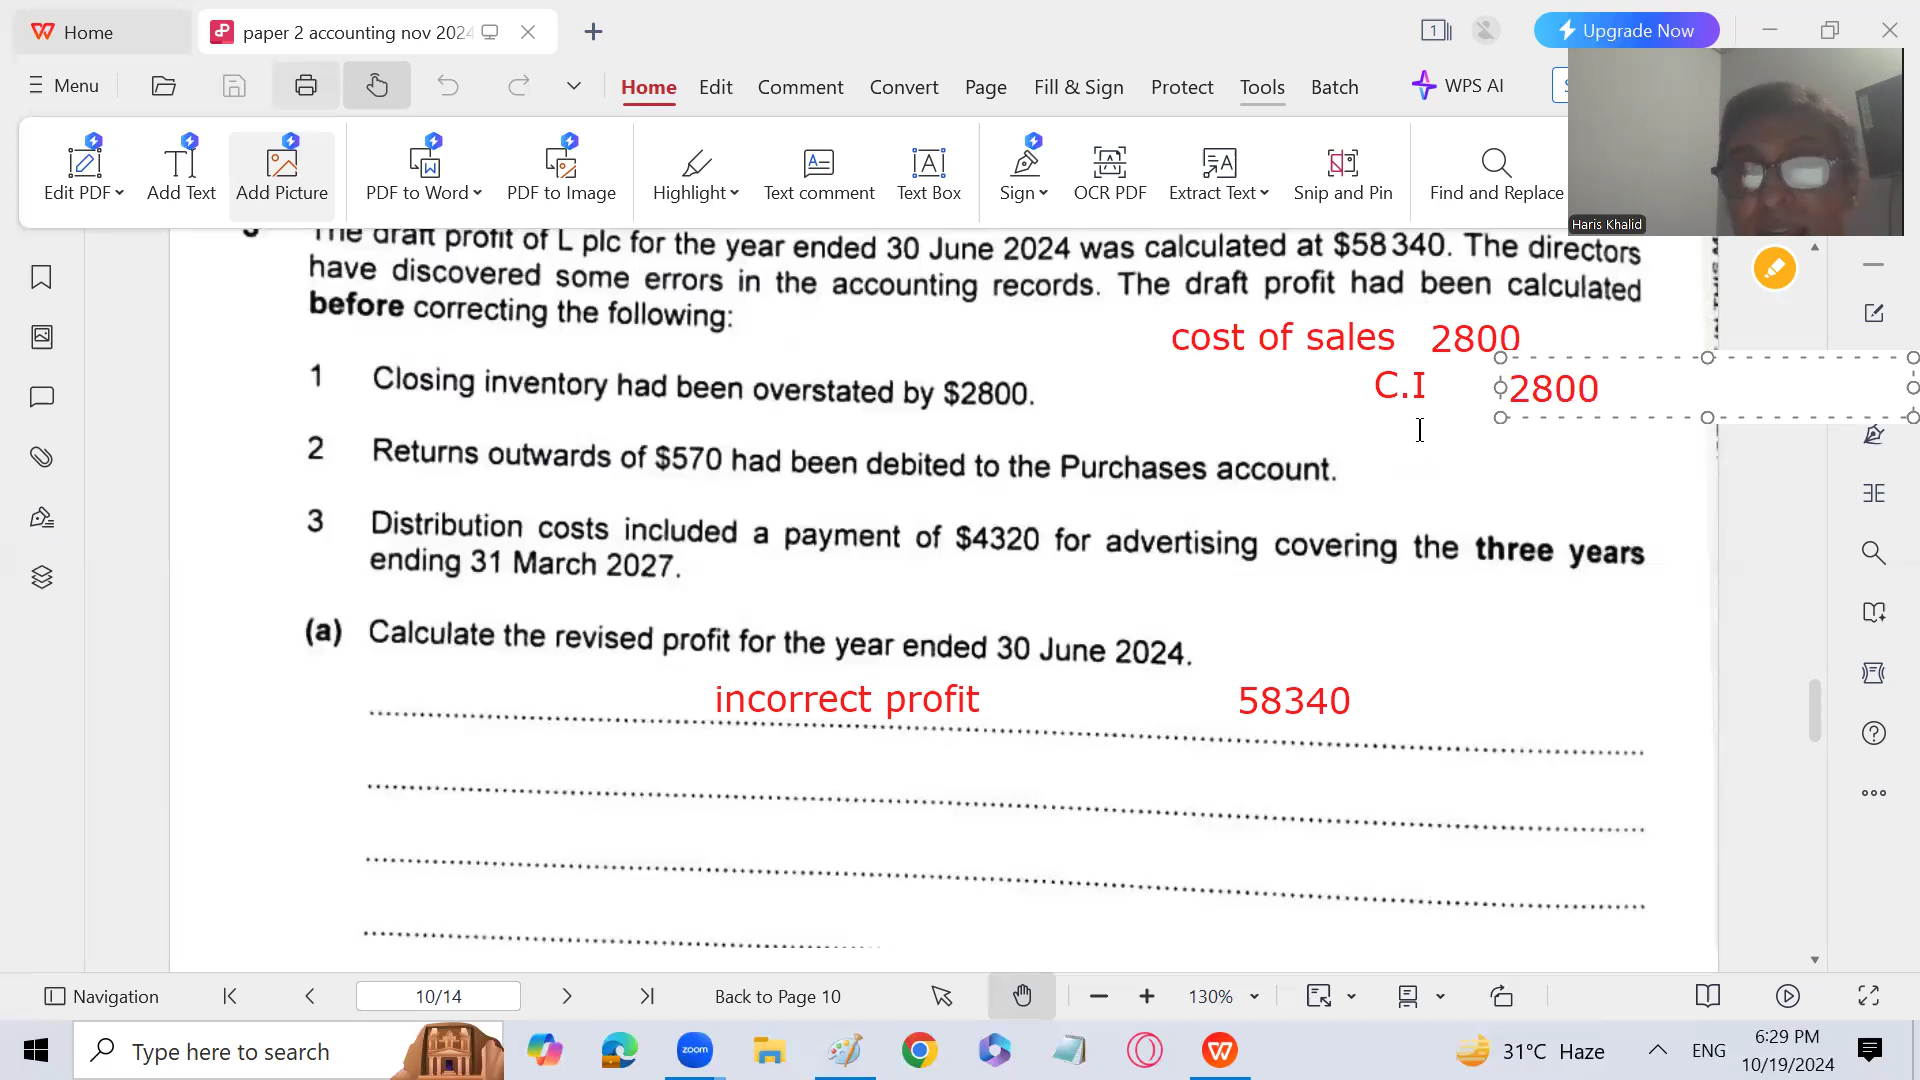 Home
paper 2 accounting nov 2024
1
Upgrade Now
Menu
Home Edit Comment Convert Page Fill & Sign Protect Tools Batch WPS AI
Edit PDF Add Text Add Picture PDF to Word PDF to Image Highlight Text comment Text Box Sign OCR PDF Extract Text Snip and Pin Find and Replace
Haris Khalid
The draft profit of L plc for the year ended 30 June 2024 was calculated at $58340. The directors
have discovered some errors in the accounting records. The draft profit had been calculated
before correcting the following:
cost of sales 2800
1 Closing inventory had been overstated by $2800.
C.I 2800
2 Returns outwards of $570 had been debited to the Purchases account.
3 Distribution costs included a payment of $4320 for advertising covering the three years
ending 31 March 2027.
(a) Calculate the revised profit for the year ended 30 June 2024.
incorrect profit 58340
Navigation 10/14 Back to Page 10 130%
Type here to search zoom 31°C Haze ENG 6:29 PM
10/19/2024